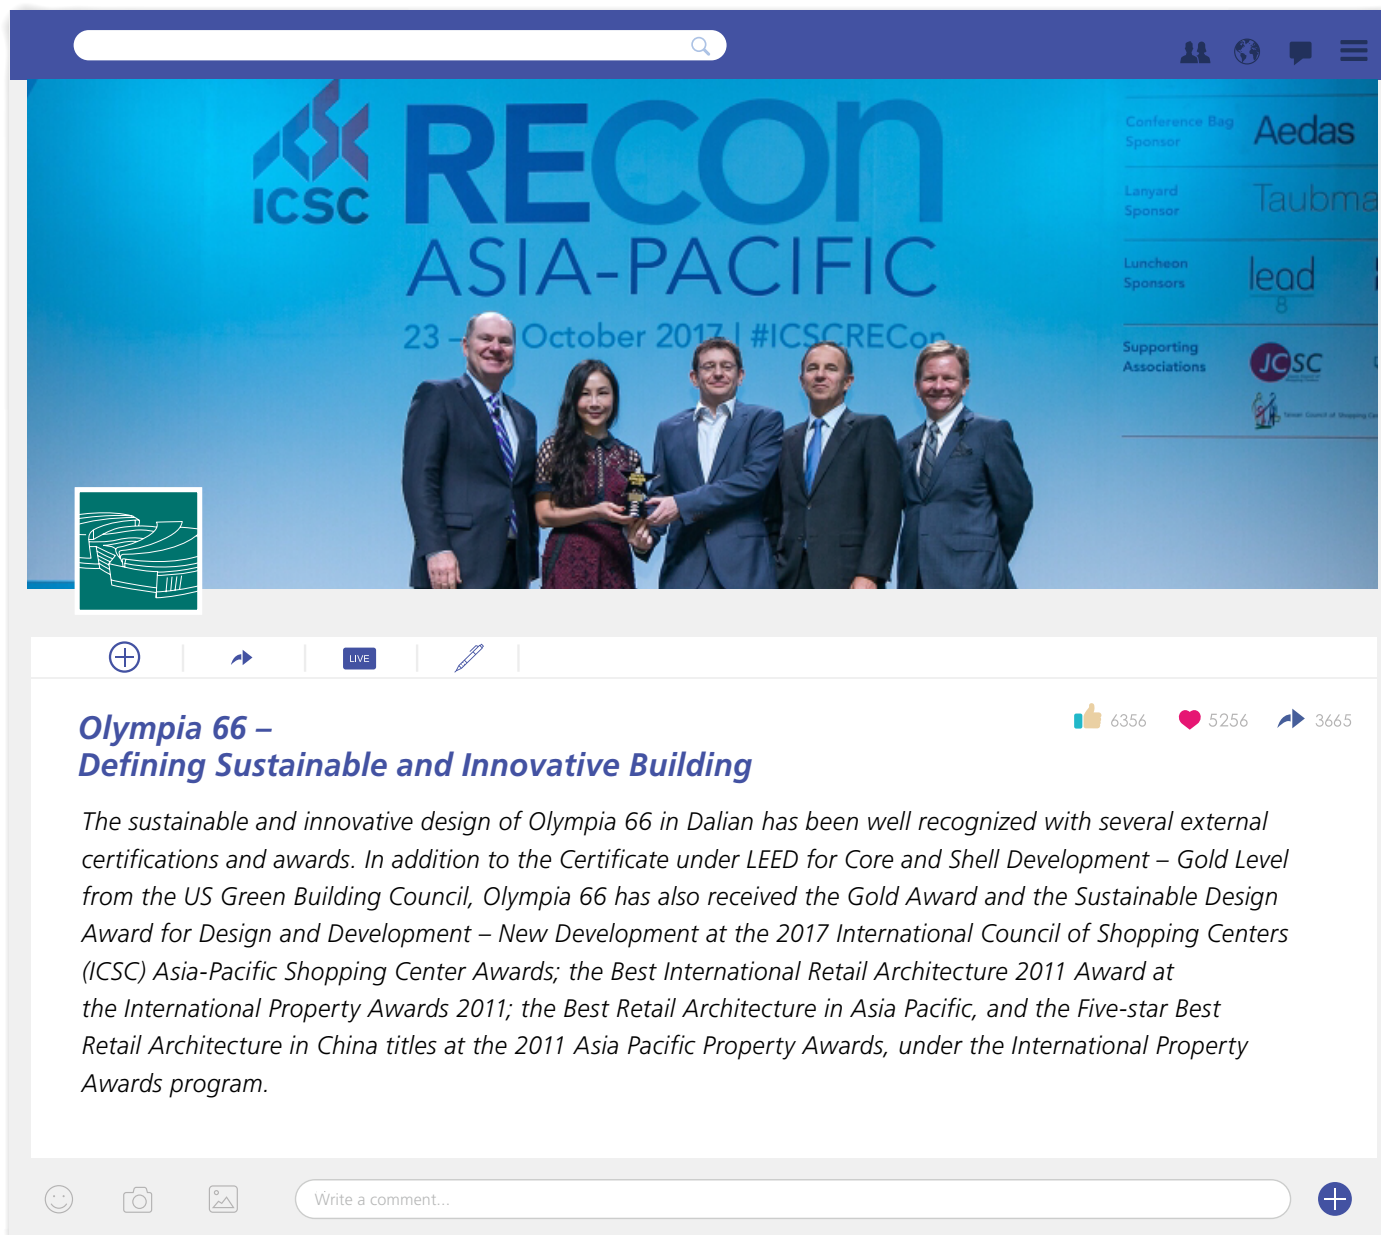 ICSC
RECon
ASIA-PACIFIC
23 – October 2017 | #ICSCRECon
Conference Bag
Sponsor
Aedas
Lanyard
Sponsor
Taubma
Luncheon
Sponsors
lead
8
Supporting
Associations
JCSC
Taiwan Council of Shopping Ce
LIVE
Olympia 66 –
Defining Sustainable and Innovative Building
6356
5256
3665
The sustainable and innovative design of Olympia 66 in Dalian has been well recognized with several external
certifications and awards. In addition to the Certificate under LEED for Core and Shell Development – Gold Level
from the US Green Building Council, Olympia 66 has also received the Gold Award and the Sustainable Design
Award for Design and Development – New Development at the 2017 International Council of Shopping Centers
(ICSC) Asia-Pacific Shopping Center Awards; the Best International Retail Architecture 2011 Award at
the International Property Awards 2011; the Best Retail Architecture in Asia Pacific, and the Five-star Best
Retail Architecture in China titles at the 2011 Asia Pacific Property Awards, under the International Property
Awards program.
Write a comment...